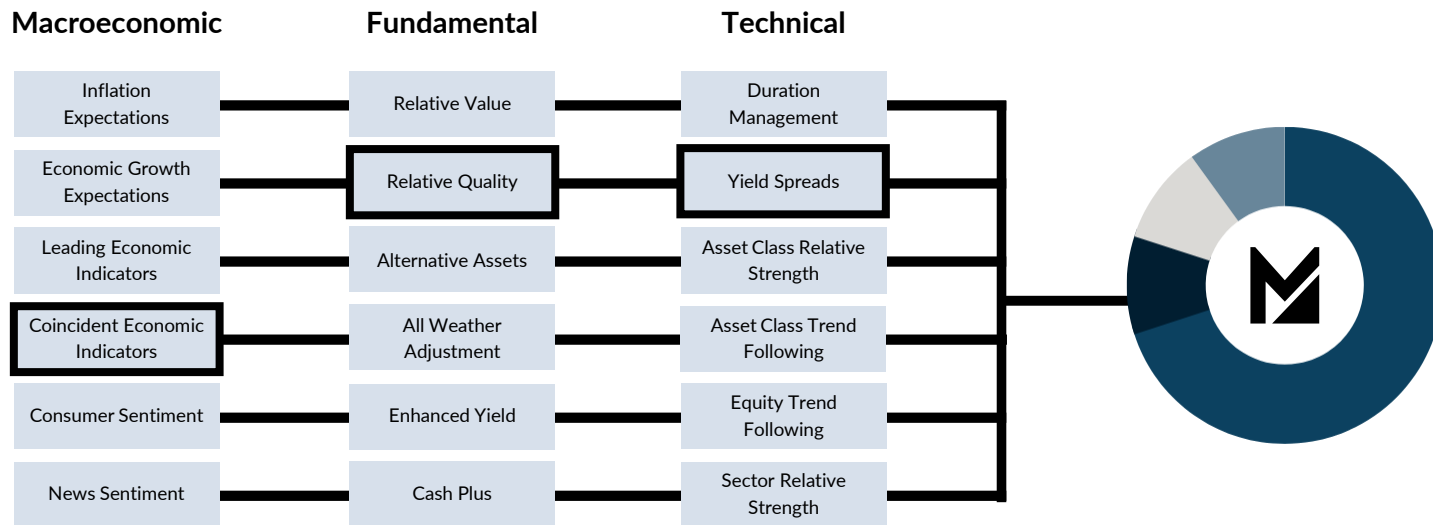 Macroeconomic
Fundamental
Technical
Inflation
Expectations
Relative Value
Duration
Management
Economic Growth
Expectations
Relative Quality
Yield Spreads
Leading Economic
Indicators
Alternative Assets
Asset Class Relative
Strength
Coincident Economic
Indicators
All Weather
Adjustment
Asset Class Trend
Following
Consumer Sentiment
Enhanced Yield
Equity Trend
Following
News Sentiment
Cash Plus
Sector Relative
Strength